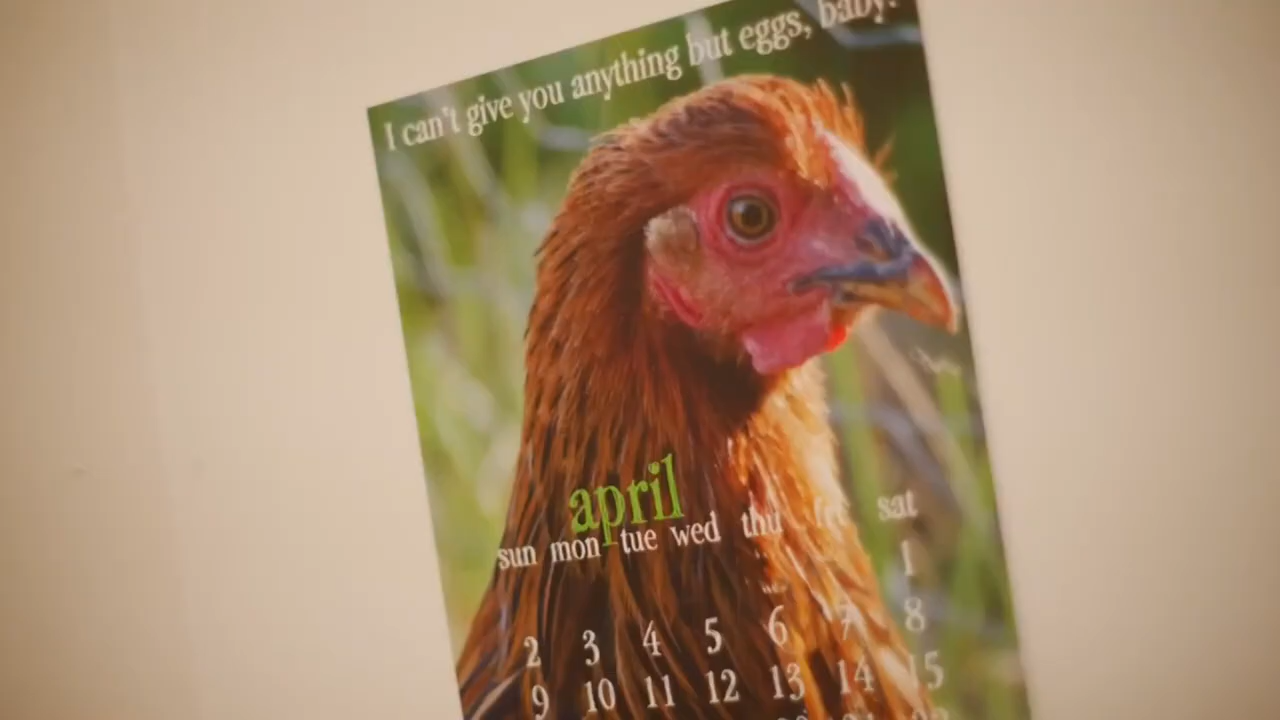 I can't give you anything but eggs, baby!
april
sun mon tue wed thu fri sat
1
2 3 4 5 6 7 8
9 10 11 12 13 14 15